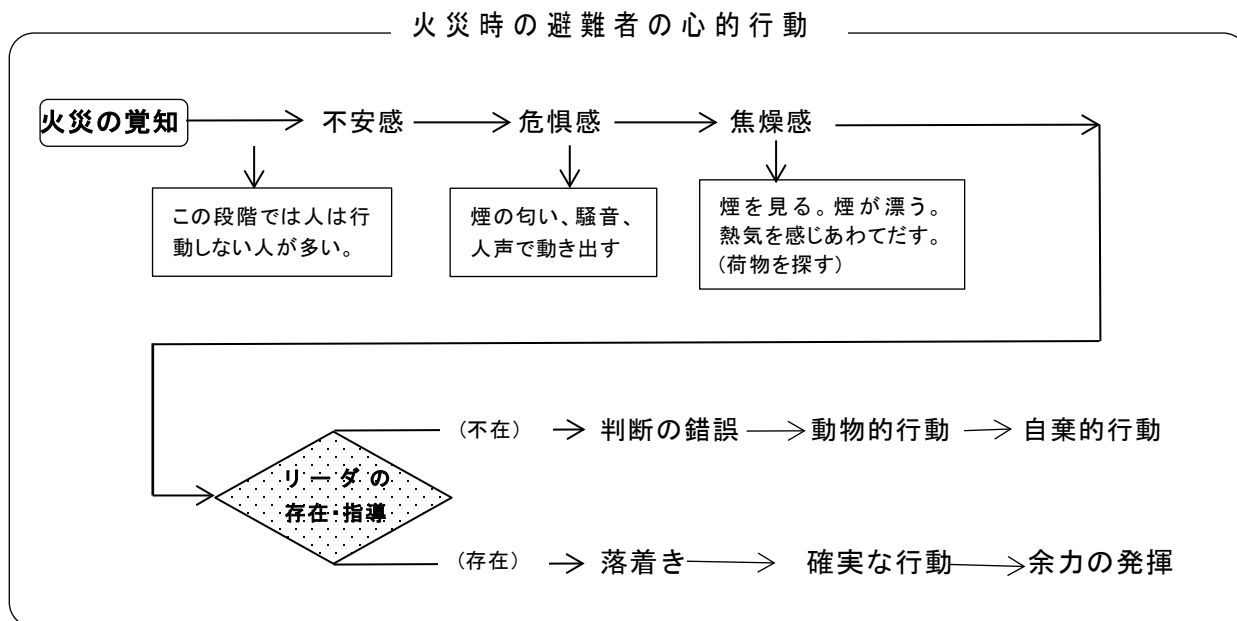 火災時の避難者の心的行動
火災の覚知 不安感 危惧感 焦燥感
この段階では人は行
動しない人が多い。
煙の匂い、騒音、
人声で動き出す
煙を見る。煙が漂う。
熱気を感じあわてだす。
(荷物を探す)
リーダの
存在・指導
(不在) 判断の錯誤 動物的行動 自棄的行動
(存在) 落着き 確実な行動 余力の発揮